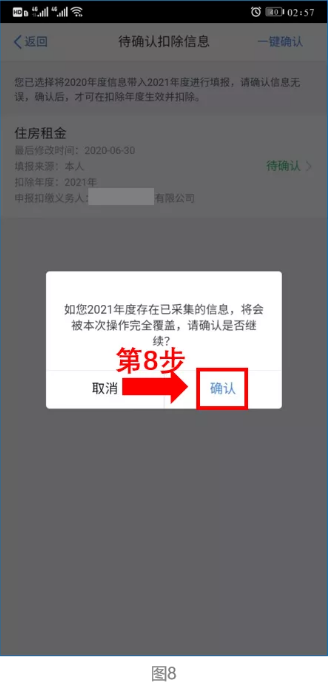 HD 46 46 02:57
返回 待确认扣除信息 一键确认
您已选择将2020年度信息带入2021年度进行填报，请确认信息无
误，确认后，才可在扣除年度生效并扣除。
住房租金
最后修改时间：2020-06-30
填报来源：本人
待确认
扣除年度：2021年
申报扣缴义务人: 有限公司
如您2021年度存在已采集的信息，将会
被本次操作完全覆盖，请确认是否继
续？
第8步
取消 确认
图8